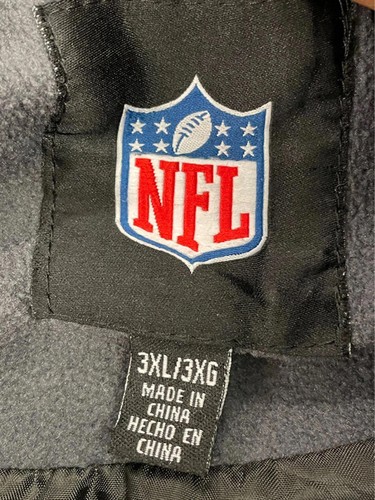 NFL
3XL/3XG
MADE IN
CHINA
HECHO EN
CHINA